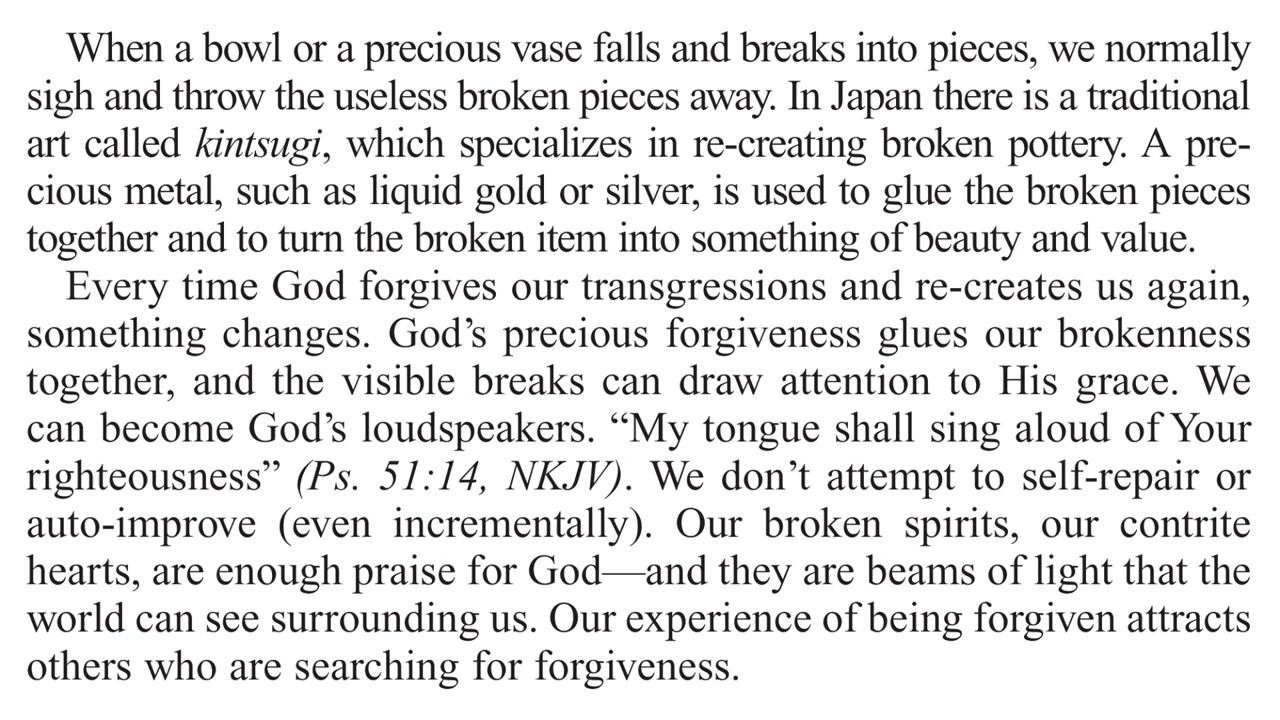 When a bowl or a precious vase falls and breaks into pieces, we normally
sigh and throw the useless broken pieces away. In Japan there is a traditional
art called kintsugi, which specializes in re-creating broken pottery. A pre-
cious metal, such as liquid gold or silver, is used to glue the broken pieces
together and to turn the broken item into something of beauty and value.
Every time God forgives our transgressions and re-creates us again,
something changes. God’s precious forgiveness glues our brokenness
together, and the visible breaks can draw attention to His grace. We
can become God’s loudspeakers. “My tongue shall sing aloud of Your
righteousness” (Ps. 51:14, NKJV). We don’t attempt to self-repair or
auto-improve (even incrementally). Our broken spirits, our contrite
hearts, are enough praise for God—and they are beams of light that the
world can see surrounding us. Our experience of being forgiven attracts
others who are searching for forgiveness.